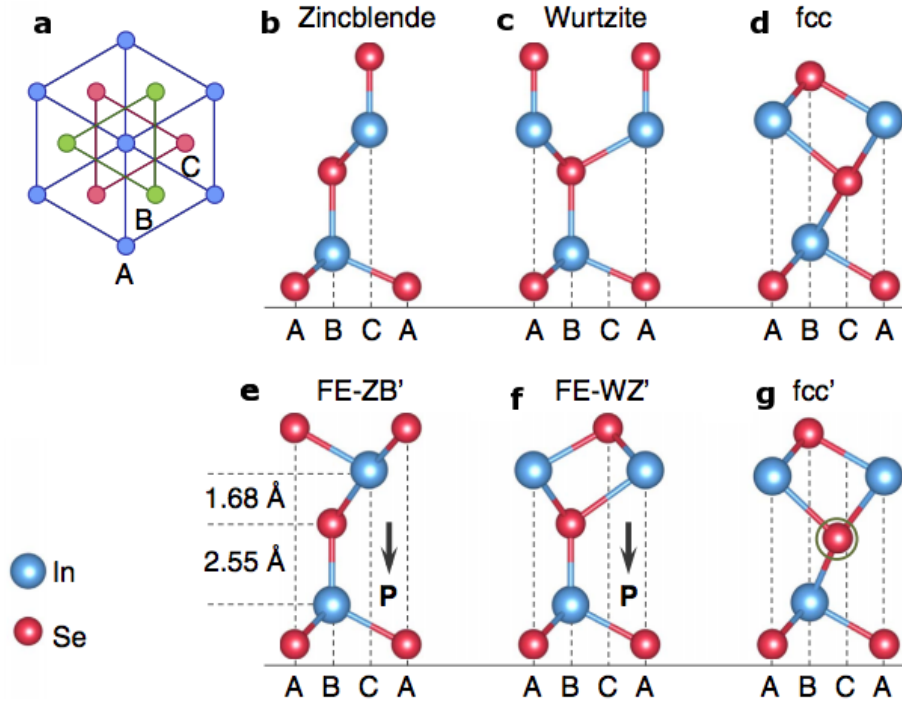 a
b Zincblende
c Wurtzite
d fcc
C
B
A
A B C A
A B C A
A B C A
e FE-ZB’
f FE-WZ’
g fcc’
1.68 Å
2.55 Å
P
P
In
Se
A B C A
A B C A
A B C A